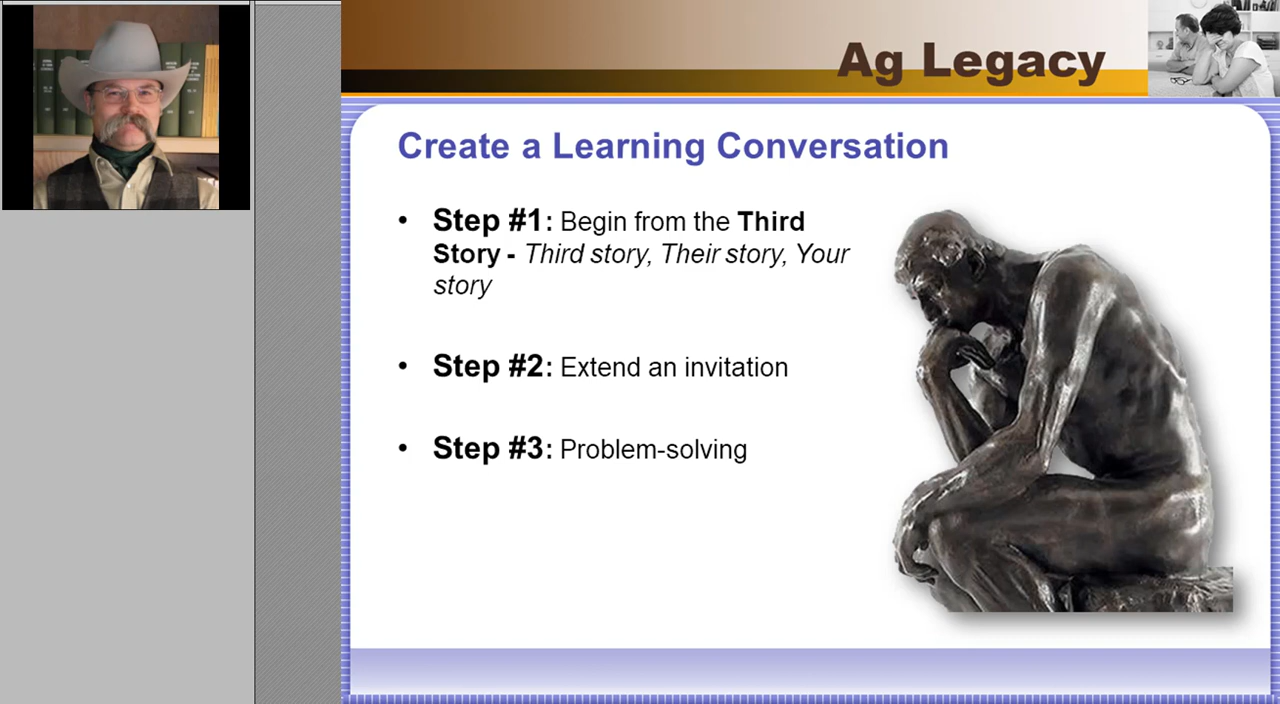 Ag Legacy
Create a Learning Conversation
• Step #1: Begin from the Third
Story - Third story, Their story, Your
story
• Step #2: Extend an invitation
• Step #3: Problem-solving